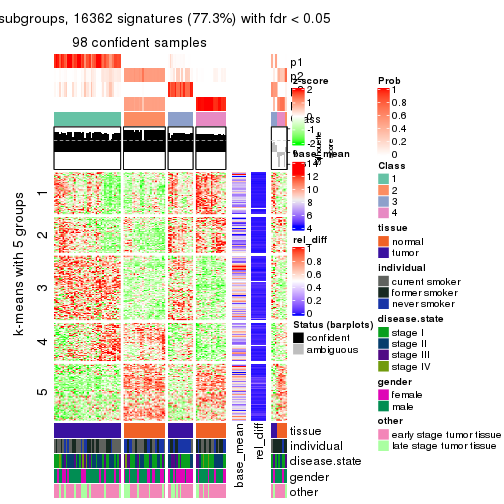 subgroups, 16362 signatures (77.3%) with fdr < 0.05
98 confident samples
p1
p2
z-score
2
1
0
-1
-2
base_mean
14
12
10
8
6
4
rel_diff
1
0.8
0.6
0.4
0.2
0
Status (barplots)
confident
ambiguous
Prob
1
0.8
0.6
0.4
0.2
0
Class
1
2
3
4
tissue
normal
tumor
individual
current smoker
former smoker
never smoker
disease.state
stage I
stage II
stage III
stage IV
gender
female
male
other
early stage tumor tissue
late stage tumor tissue
k-means with 5 groups
1
2
3
4
5
base_mean
rel_diff
tissue
individual
disease.state
gender
other